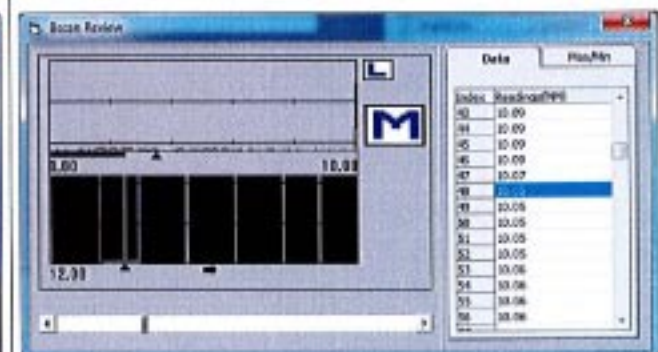 Bscan Review
L
M
0.00
10.00
12.00
Data
Max/Min
Index Readings(MM)
43 10.09
44 10.09
45 10.09
46 10.09
47 10.07
48
49 10.05
50 10.05
51 10.05
52 10.05
53 10.06
54 10.06
55 10.06
56 10.06